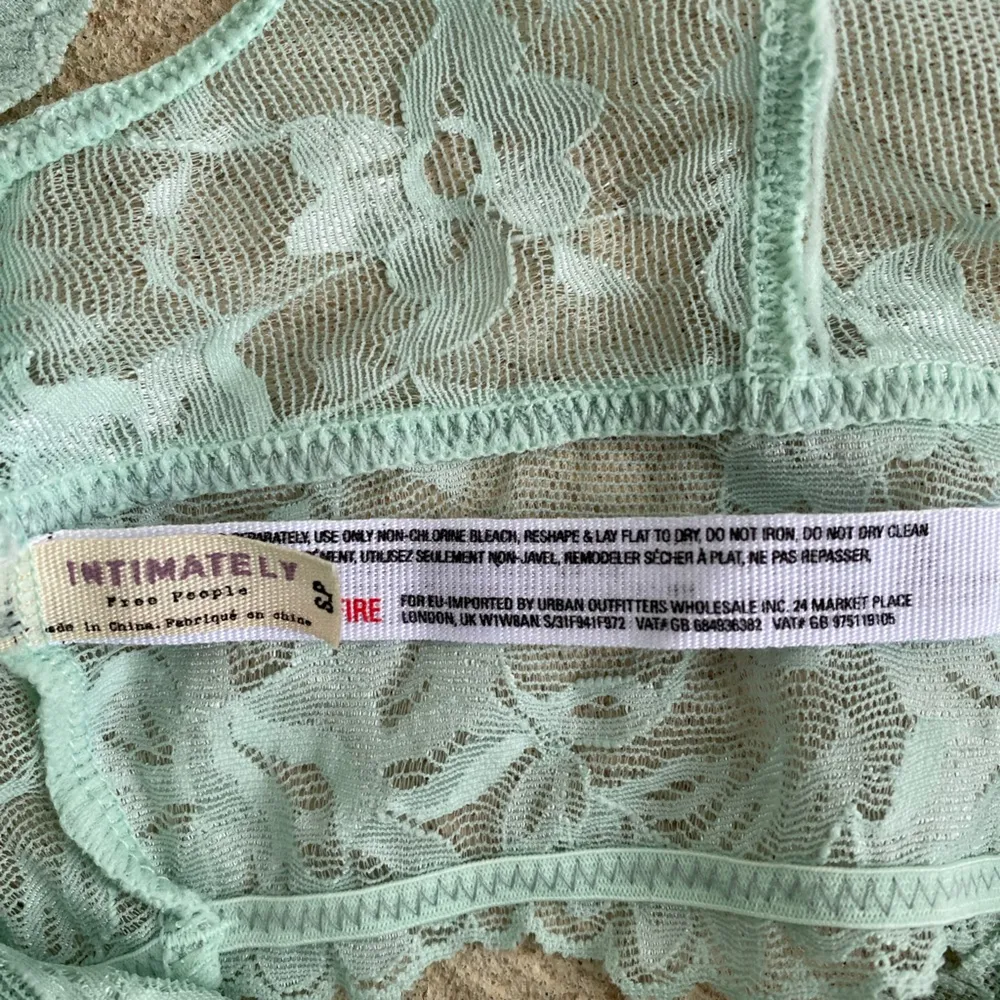 USE ONLY NON-CHLORINE BLEACH, RESHAPE & LAY FLAT TO DRY, DO NOT IRON, DO NOT DRY CLEAN
UTILISEZ SEULEMENT NON-JAVEL, REMODELER SÉCHER À PLAT, NE PAS REPASSER.
INTIMATELY
Free People
S/P
in China. Fabriqué en chine
FIRE
FOR EU-IMPORTED BY URBAN OUTFITTERS WHOLESALE INC. 24 MARKET PLACE
LONDON, UK W1W8AN. S/31F941F972 VAT# GB 684936382 VAT# GB 975119105